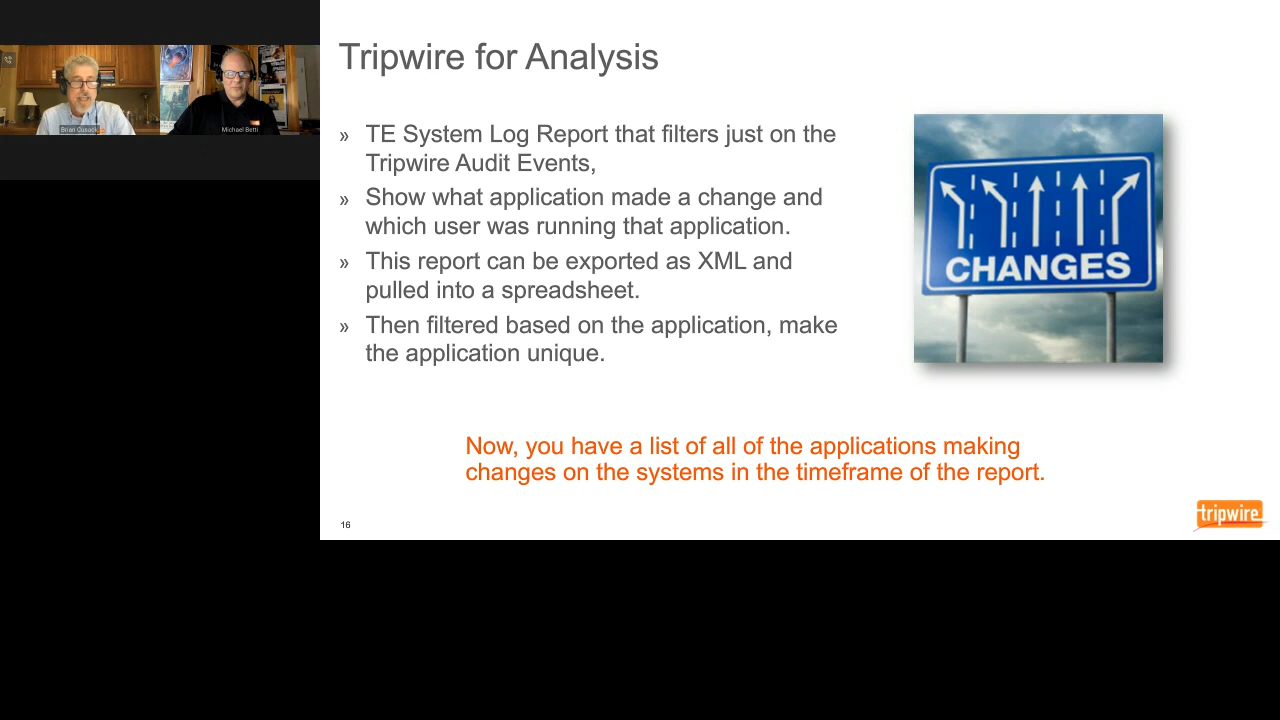 Brian Cusack
Michael Betti
Tripwire for Analysis
» TE System Log Report that filters just on the
Tripwire Audit Events,
» Show what application made a change and
which user was running that application.
» This report can be exported as XML and
pulled into a spreadsheet.
» Then filtered based on the application, make
the application unique.
CHANGES
Now, you have a list of all of the applications making
changes on the systems in the timeframe of the report.
16
tripwire